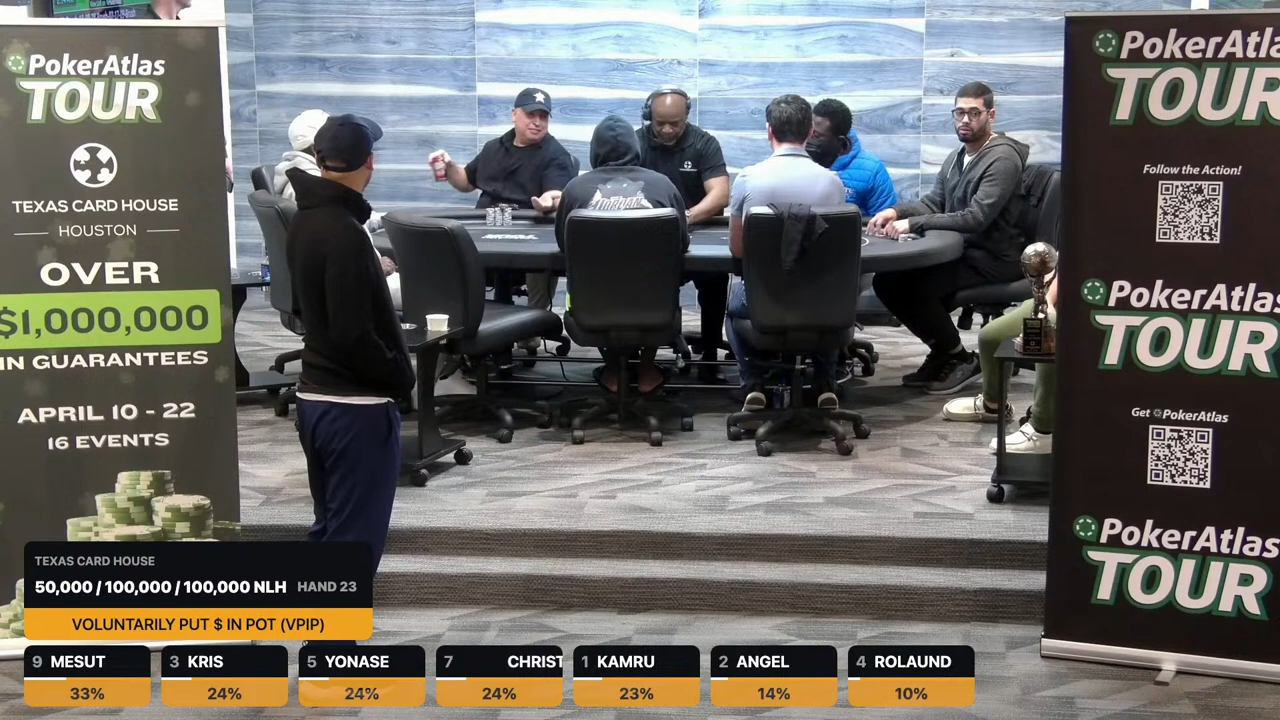 PokerAtlas
TOUR
TEXAS CARD HOUSE
HOUSTON
OVER
$1,000,000
IN GUARANTEES
APRIL 10 - 22
16 EVENTS
PokerAtla
TOUR
Follow the Action!
PokerAtlas
TOUR
Get PokerAtlas
PokerAtlas
TOUR
TEXAS CARD HOUSE
50,000 / 100,000 / 100,000 NLH HAND 23
VOLUNTARILY PUT $ IN POT (VPIP)
9 MESUT
33%
3 KRIS
24%
5 YONASE
24%
7 CHRIST
24%
1 KAMRU
23%
2 ANGEL
14%
4 ROLAUND
10%